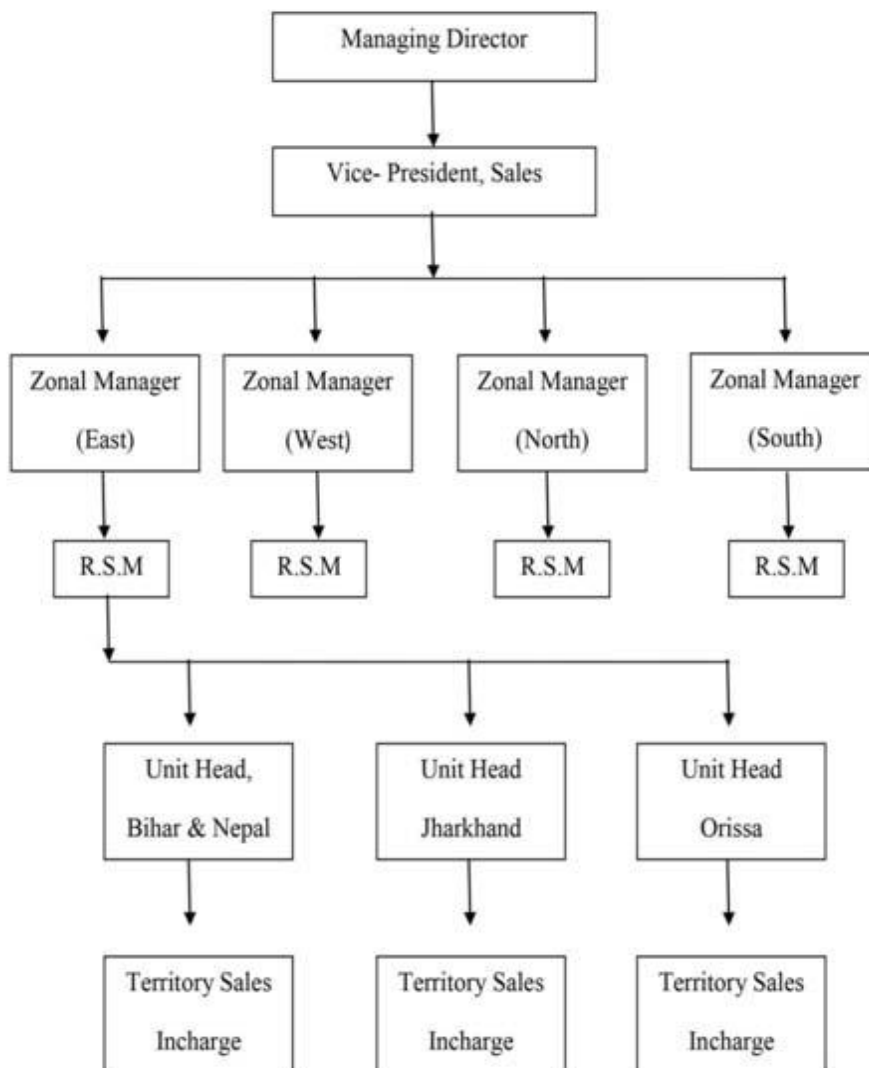 Managing Director
Vice- President, Sales
Zonal Manager
(East)
Zonal Manager
(West)
Zonal Manager
(North)
Zonal Manager
(South)
R.S.M
R.S.M
R.S.M
R.S.M
Unit Head,
Bihar & Nepal
Unit Head
Jharkhand
Unit Head
Orissa
Territory Sales
Incharge
Territory Sales
Incharge
Territory Sales
Incharge